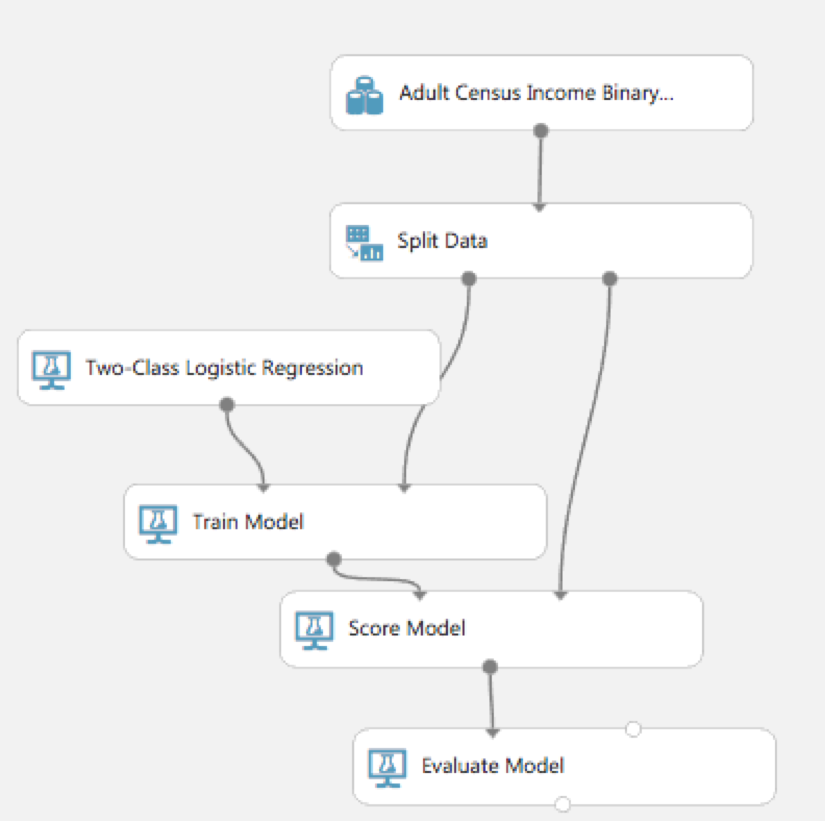 Adult Census Income Binary...
Split Data
Two-Class Logistic Regression
Train Model
Score Model
Evaluate Model